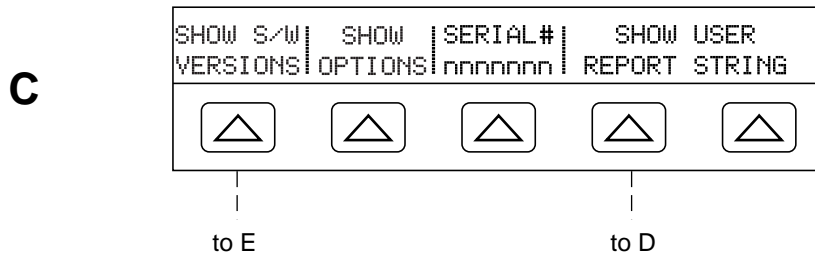 SHOW S/W SHOW SERIAL# SHOW USER
VERSIONS OPTIONS nnnnnnn REPORT STRING
C
to E to D